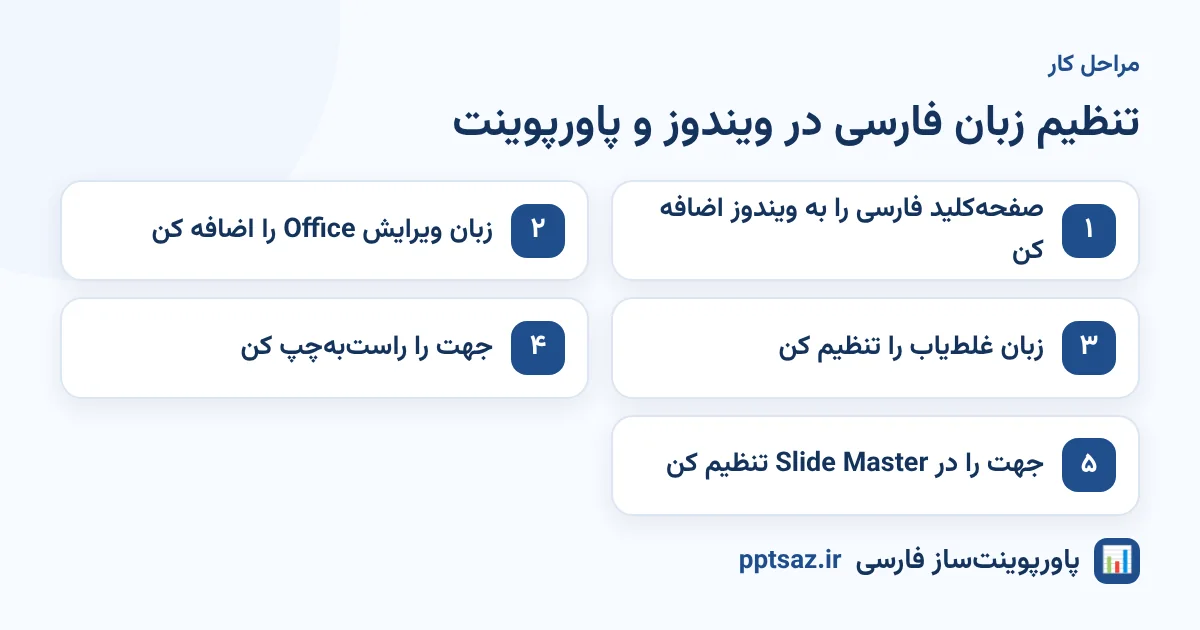 مراحل کار
تنظیم زبان فارسی در ویندوز و پاورپوینت
۱
صفحه‌کلید فارسی را به ویندوز اضافه
کن
۲
زبان ویرایش Office را اضافه کن
۳
زبان غلط‌یاب را تنظیم کن
۴
جهت را راست‌به‌چپ کن
۵
جهت را در Slide Master تنظیم کن
پاورپوینت‌ساز فارسی pptsaz.ir